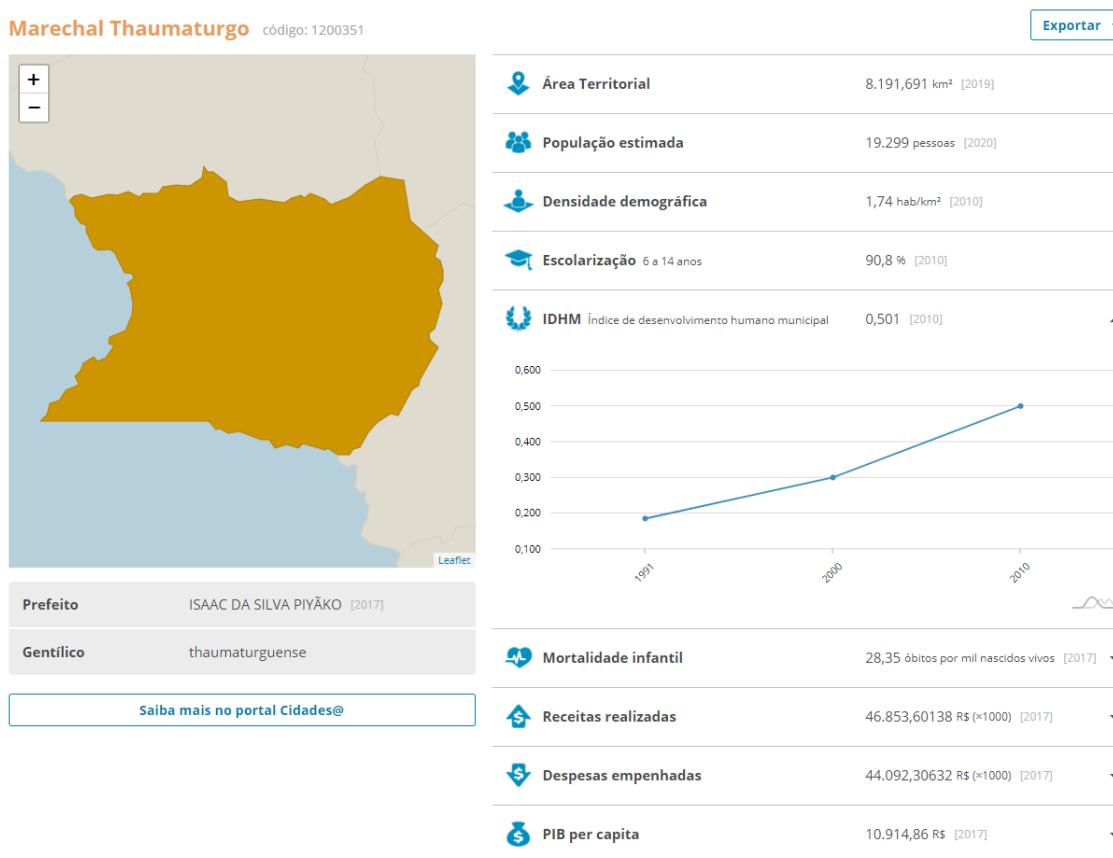 Marechal Thaumaturgo código: 1200351
Exportar
+
−
Leaflet
Prefeito ISAAC DA SILVA PIYÃKO [2017]
Gentílico thaumaturguense
Saiba mais no portal Cidades@
Área Territorial 8.191,691 km² [2019]
População estimada 19.299 pessoas [2020]
Densidade demográfica 1,74 hab/km² [2010]
Escolarização 6 a 14 anos 90,8 % [2010]
IDHM Índice de desenvolvimento humano municipal 0,501 [2010]
0,600
0,500
0,400
0,300
0,200
0,100
1991 2000 2010
Mortalidade infantil 28,35 óbitos por mil nascidos vivos [2017]
Receitas realizadas 46.853,60138 R$ (×1000) [2017]
Despesas empenhadas 44.092,30632 R$ (×1000) [2017]
PIB per capita 10.914,86 R$ [2017]